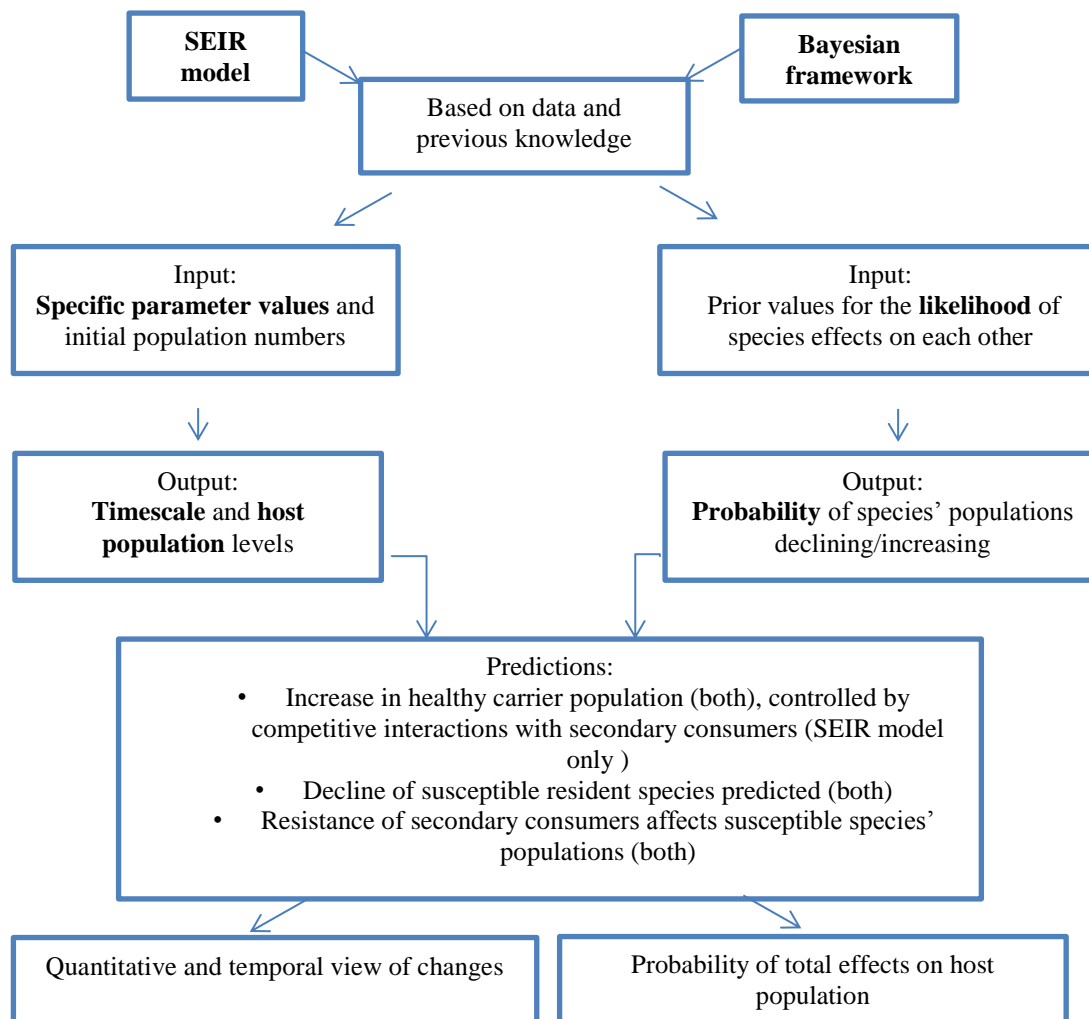 SEIR
model
Bayesian
framework
Based on data and
previous knowledge
Input:
Specific parameter values and
initial population numbers
Input:
Prior values for the likelihood of
species effects on each other
Output:
Timescale and host
population levels
Output:
Probability of species’ populations
declining/increasing
Predictions:
• Increase in healthy carrier population (both), controlled by
competitive interactions with secondary consumers (SEIR model
only )
• Decline of susceptible resident species predicted (both)
• Resistance of secondary consumers affects susceptible species’
populations (both)
Quantitative and temporal view of changes
Probability of total effects on host
population